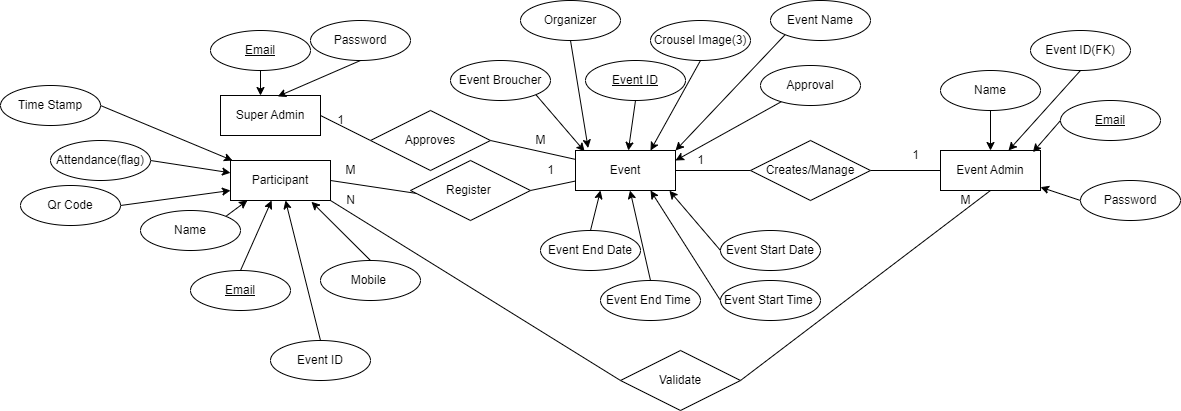 Organizer
Event Name
Email
Password
Crousel Image(3)
Event ID(FK)
Event Broucher
Event ID
Approval
Name
Time Stamp
Super Admin
1
Email
Approves
M
Attendance(flag)
M
1
Event
1
Creates/Manage
1
Event Admin
Participant
Register
N
M
Password
Qr Code
Name
Event End Date
Event Start Date
Email
Mobile
Event End Time
Event Start Time
Event ID
Validate